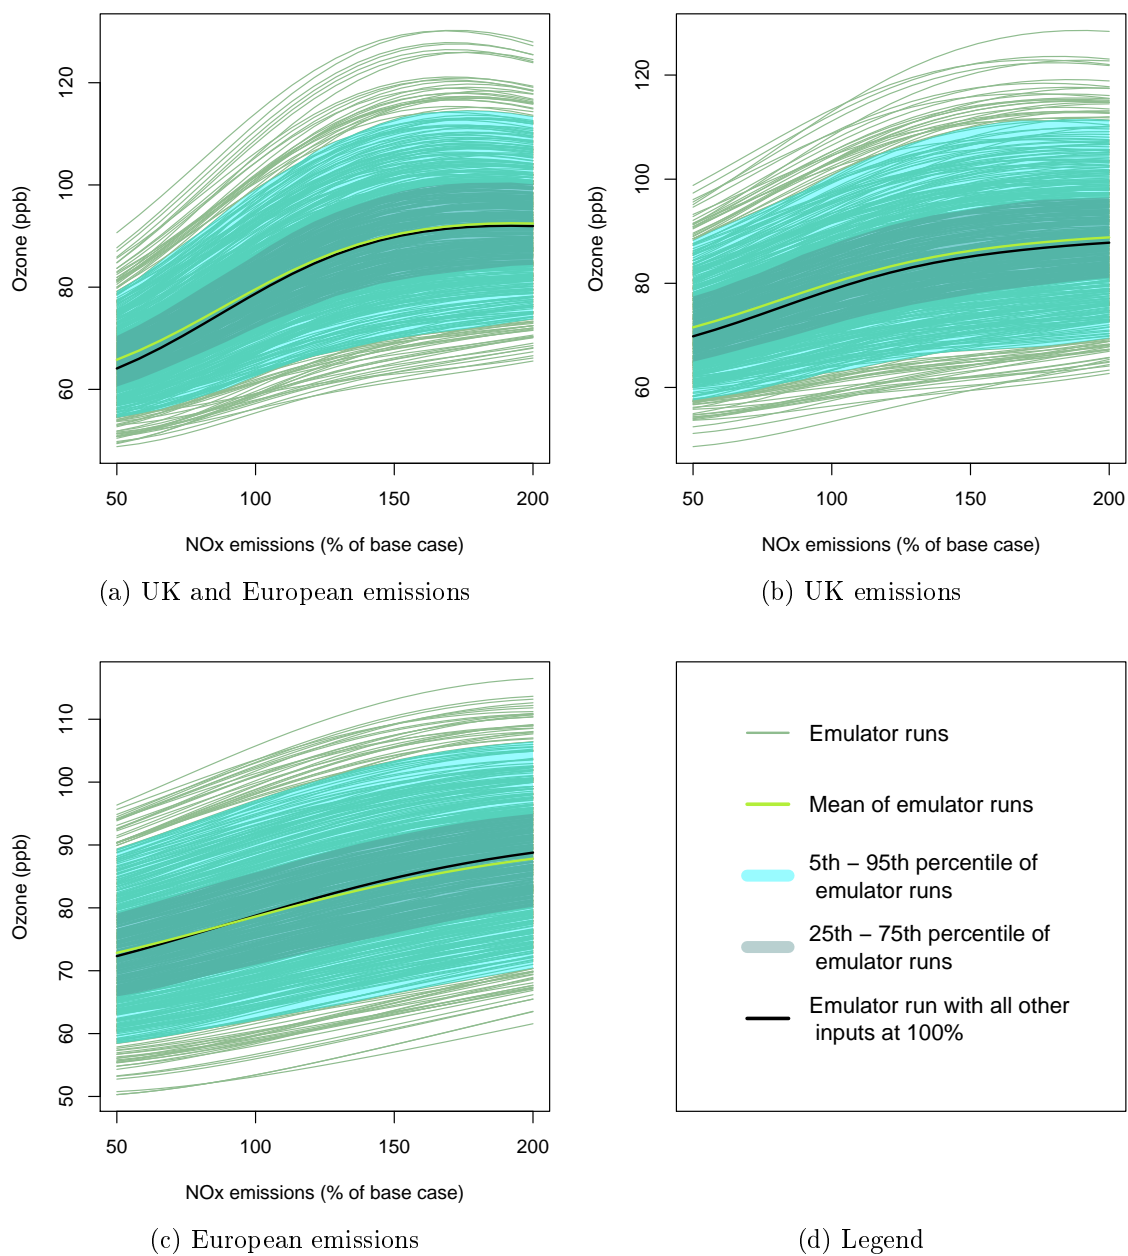 Ozone (ppb)
60
80
100
120
50
100
150
200
NOx emissions (% of base case)
(a) UK and European emissions
Ozone (ppb)
60
80
100
120
50
100
150
200
NOx emissions (% of base case)
(b) UK emissions
Ozone (ppb)
50
60
70
80
90
100
110
50
100
150
200
NOx emissions (% of base case)
(c) European emissions
Emulator runs
Mean of emulator runs
5th − 95th percentile of
emulator runs
25th − 75th percentile of
emulator runs
Emulator run with all other
inputs at 100%
(d) Legend